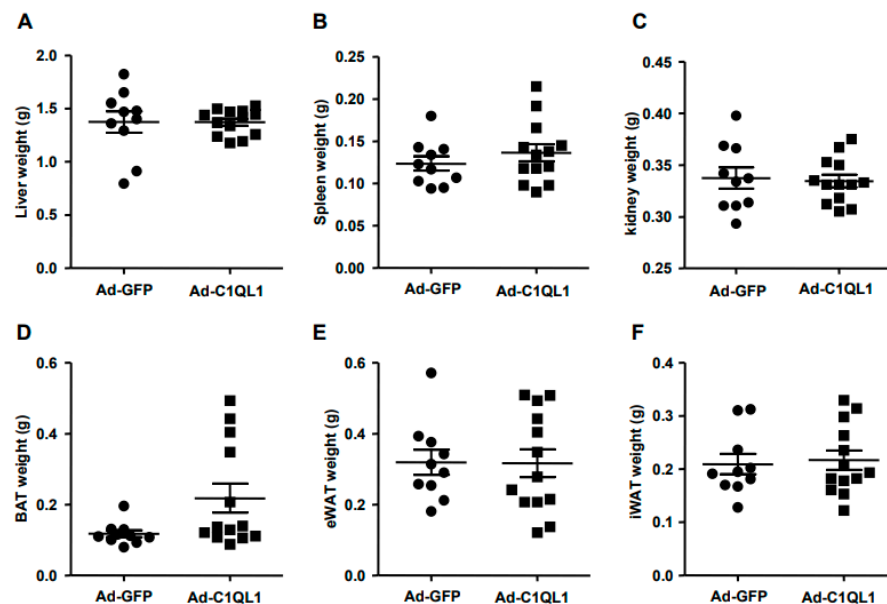 A
Liver weight (g)
2.0
1.5
1.0
0.5
0.0
Ad-GFP Ad-C1QL1
B
Spleen weight (g)
0.25
0.20
0.15
0.10
0.05
0.00
Ad-GFP Ad-C1QL1
C
kidney weight (g)
0.45
0.40
0.35
0.30
0.25
Ad-GFP Ad-C1QL1
D
BAT weight (g)
0.6
0.4
0.2
0.0
Ad-GFP Ad-C1QL1
E
eWAT weight (g)
0.6
0.4
0.2
0.0
Ad-GFP Ad-C1QL1
F
iWAT weight (g)
0.4
0.3
0.2
0.1
0.0
Ad-GFP Ad-C1QL1